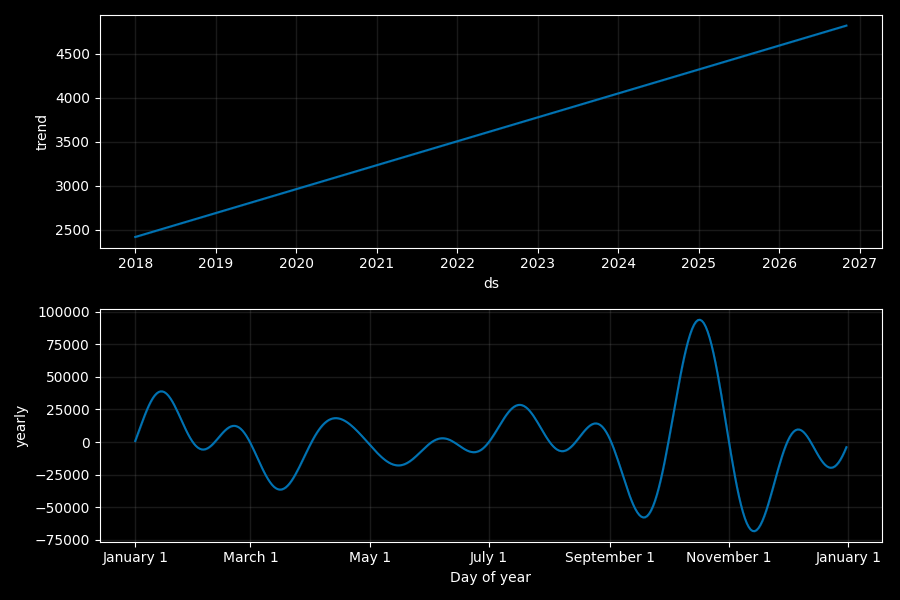 4500
4000
3500
3000
2500
trend
2018 2019 2020 2021 2022 2023 2024 2025 2026 2027
ds
100000
75000
50000
25000
0
−25000
−50000
−75000
yearly
January 1 March 1 May 1 July 1 September 1 November 1 January 1
Day of year